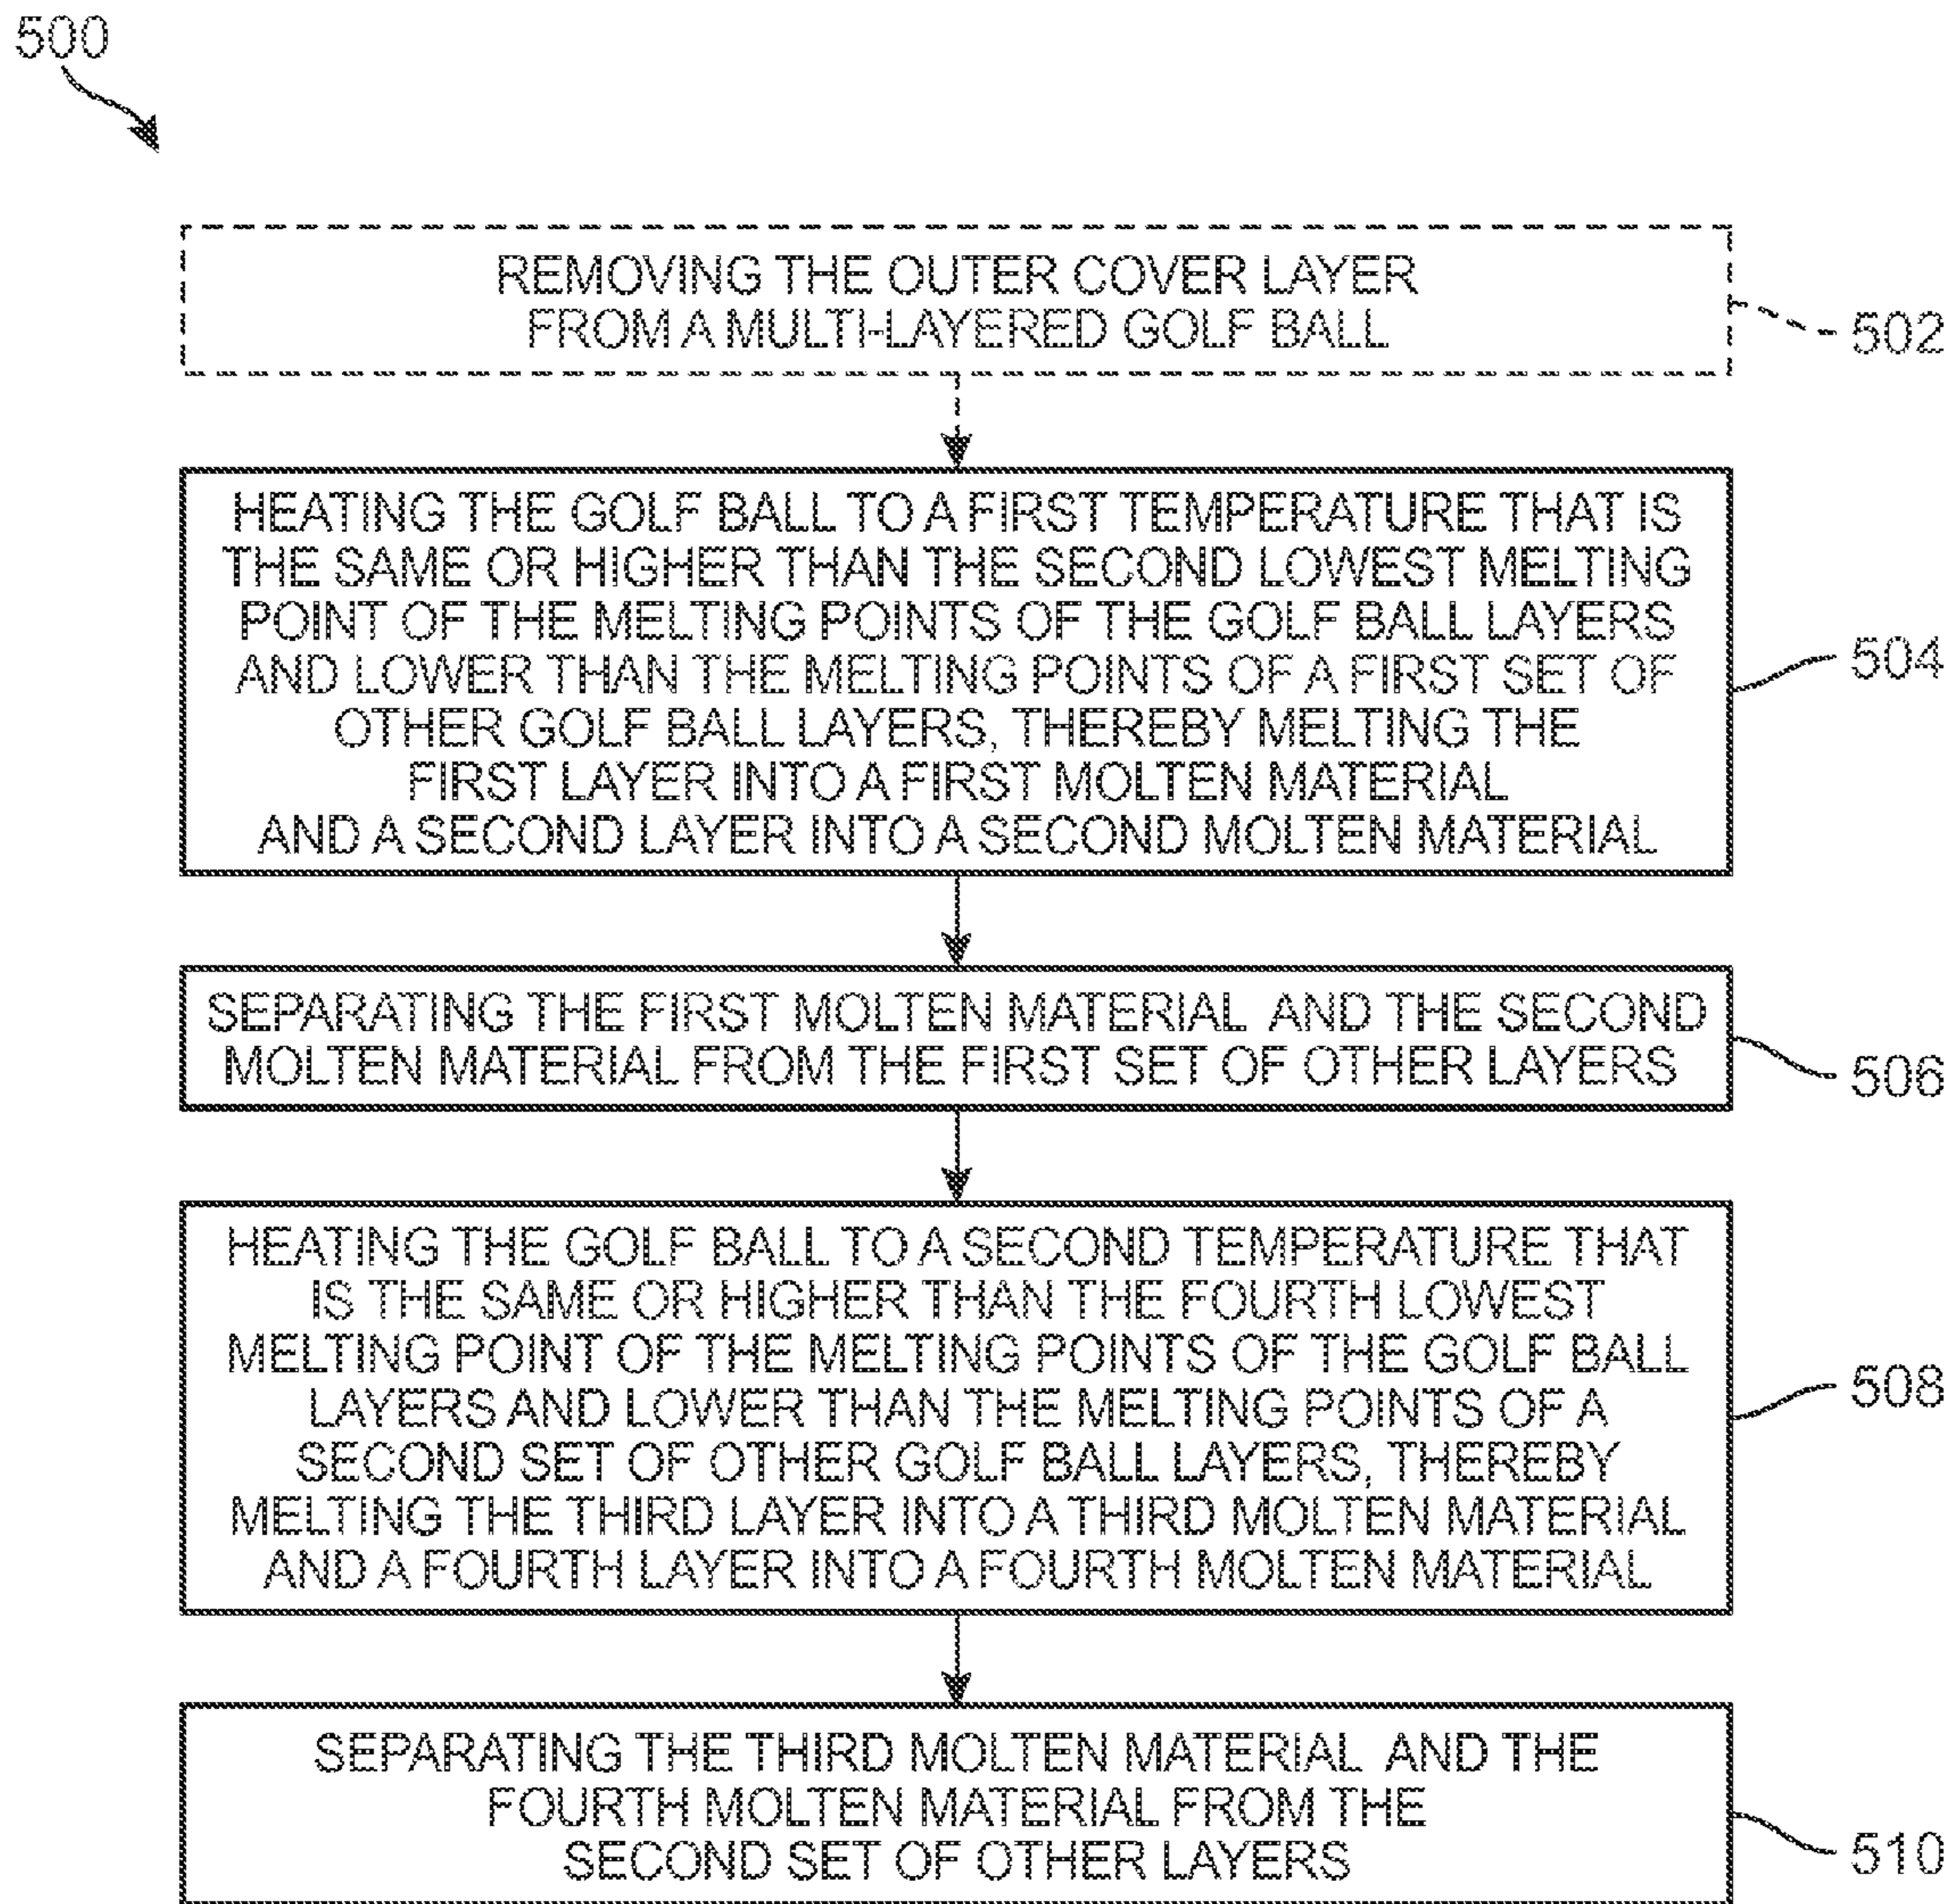 500
REMOVING THE OUTER COVER LAYER
FROM A MULTI-LAYERED GOLF BALL
502
HEATING THE GOLF BALL TO A FIRST TEMPERATURE THAT IS
THE SAME OR HIGHER THAN THE SECOND LOWEST MELTING
POINT OF THE MELTING POINTS OF THE GOLF BALL LAYERS
AND LOWER THAN THE MELTING POINTS OF A FIRST SET OF
OTHER GOLF BALL LAYERS, THEREBY MELTING THE
FIRST LAYER INTO A FIRST MOLTEN MATERIAL
AND A SECOND LAYER INTO A SECOND MOLTEN MATERIAL
504
SEPARATING THE FIRST MOLTEN MATERIAL AND THE SECOND
MOLTEN MATERIAL FROM THE FIRST SET OF OTHER LAYERS
506
HEATING THE GOLF BALL TO A SECOND TEMPERATURE THAT
IS THE SAME OR HIGHER THAN THE FOURTH LOWEST
MELTING POINT OF THE MELTING POINTS OF THE GOLF BALL
LAYERS AND LOWER THAN THE MELTING POINTS OF A
SECOND SET OF OTHER GOLF BALL LAYERS, THEREBY
MELTING THE THIRD LAYER INTO A THIRD MOLTEN MATERIAL
AND A FOURTH LAYER INTO A FOURTH MOLTEN MATERIAL
508
SEPARATING THE THIRD MOLTEN MATERIAL AND THE
FOURTH MOLTEN MATERIAL FROM THE
SECOND SET OF OTHER LAYERS
510